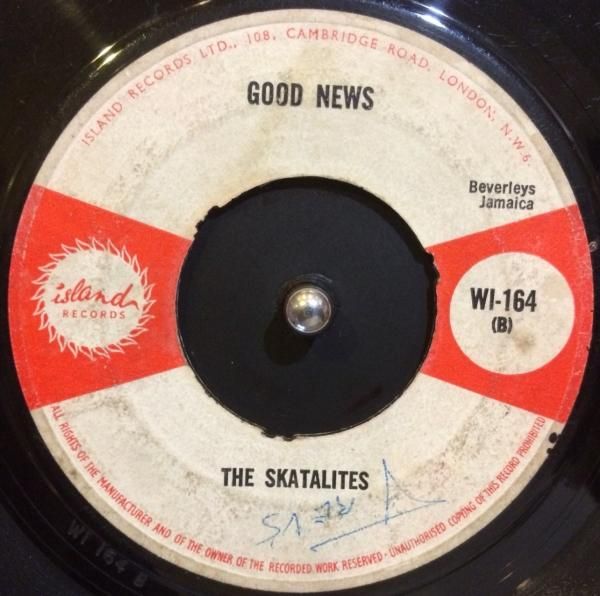 ISLAND RECORDS LTD., 108, CAMBRIDGE ROAD, LONDON, N.W.6.
GOOD NEWS
Beverleys
Jamaica
island
RECORDS
WI-164
(B)
THE SKATALITES
ALL RIGHTS OF THE MANUFACTURER AND OF THE OWNER OF THE RECORDED WORK RESERVED · UNAUTHORISED COPYING OF THIS RECORD PROHIBITED
WI 164 B